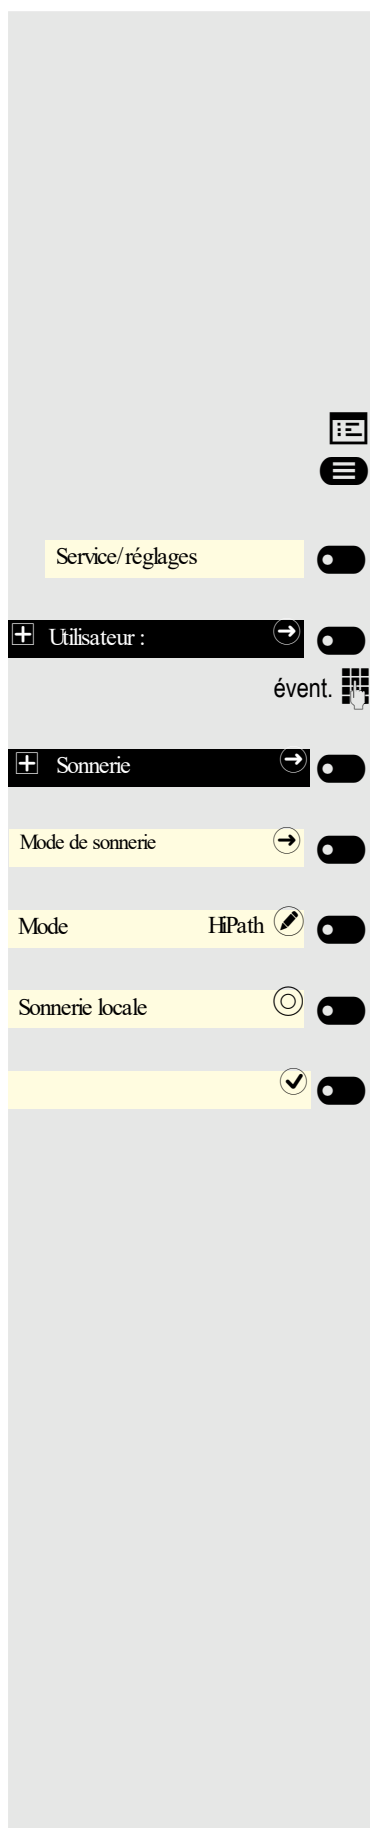 Service/réglages
Utilisateur :
évent.
Sonnerie
Mode de sonnerie
Mode HiPath
Sonnerie locale